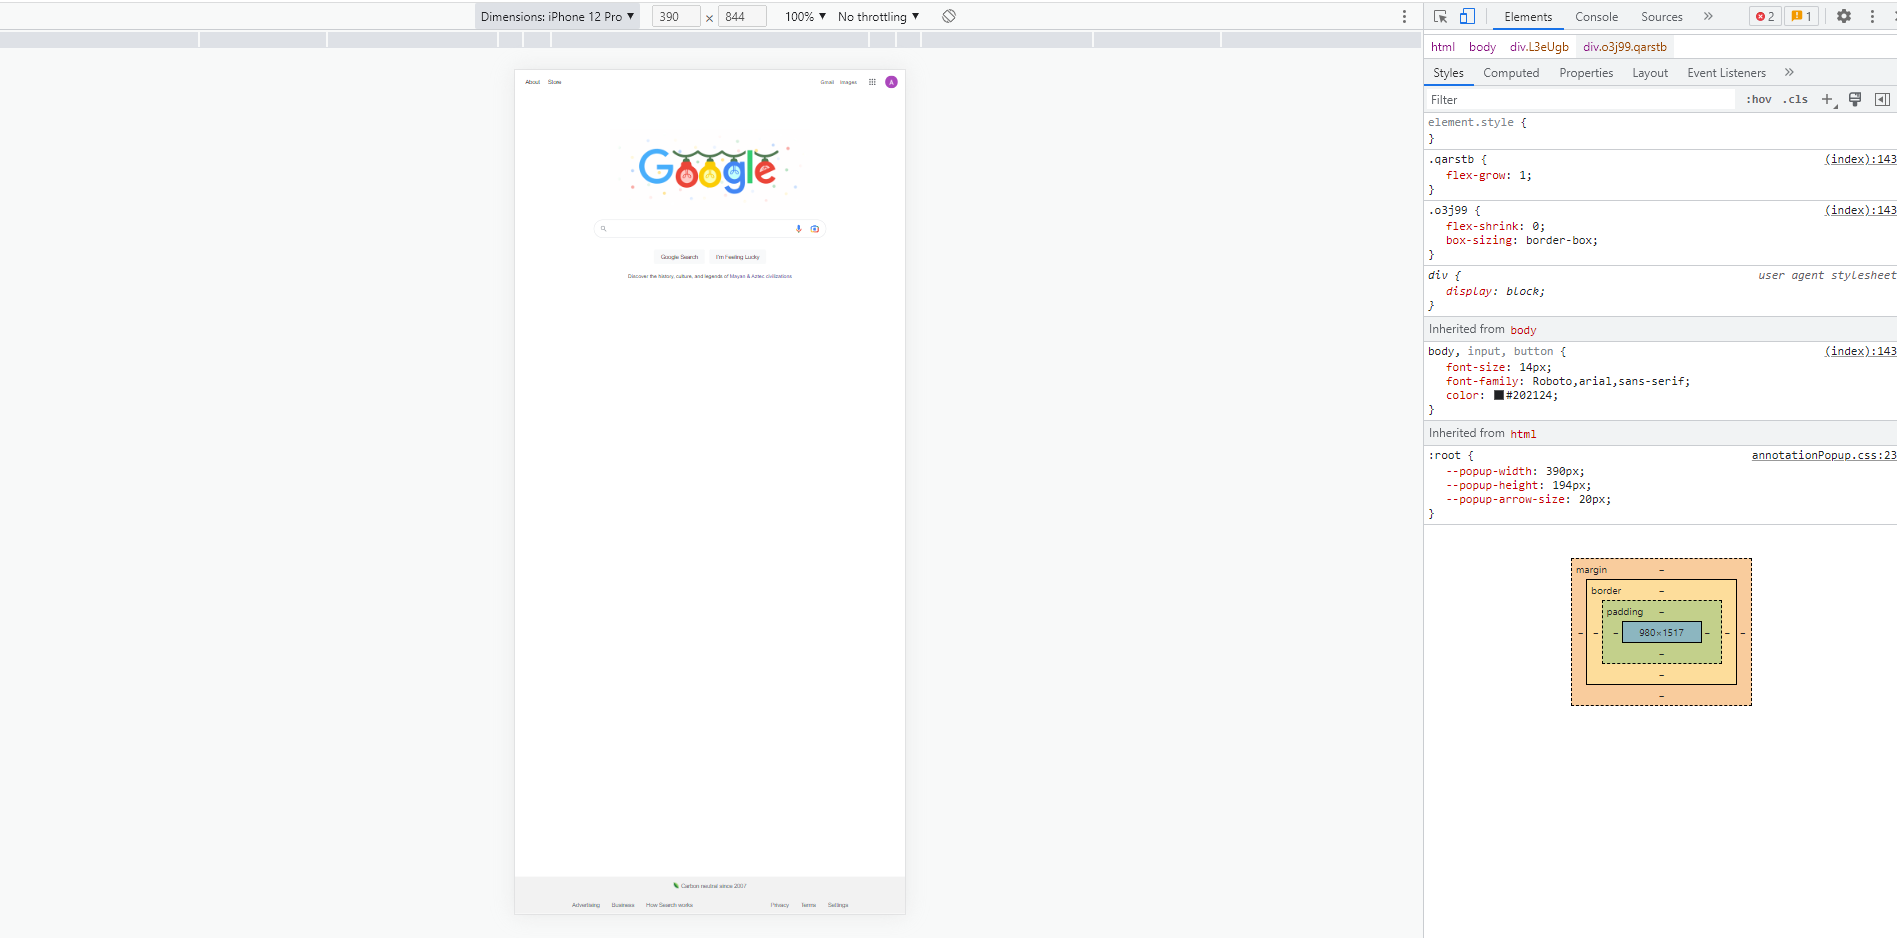 Dimensions: iPhone 12 Pro ▼ 390 × 844 100% ▼ No throttling ▼
Elements Console Sources » 2 1
html body div.L3eUgb div.o3j99.qarstb
Styles Computed Properties Layout Event Listeners »
Filter :hov .cls +
element.style {
}
.qarstb { (index):143
flex-grow: 1;
}
.o3j99 { (index):143
flex-shrink: 0;
box-sizing: border-box;
}
div { user agent stylesheet
display: block;
}
Inherited from body
body, input, button { (index):143
font-size: 14px;
font-family: Roboto,arial,sans-serif;
color: #202124;
}
Inherited from html
:root { annotationPopup.css:23
--popup-width: 390px;
--popup-height: 194px;
--popup-arrow-size: 20px;
}
margin –
border –
padding –
– – – 980×1517 – – –
–
–
–
About Store Gmail Images A
Google
Google Search I'm Feeling Lucky
Discover the history, culture, and legends of Mayan & Aztec civilizations
Carbon neutral since 2007
Advertising Business How Search works Privacy Terms Settings